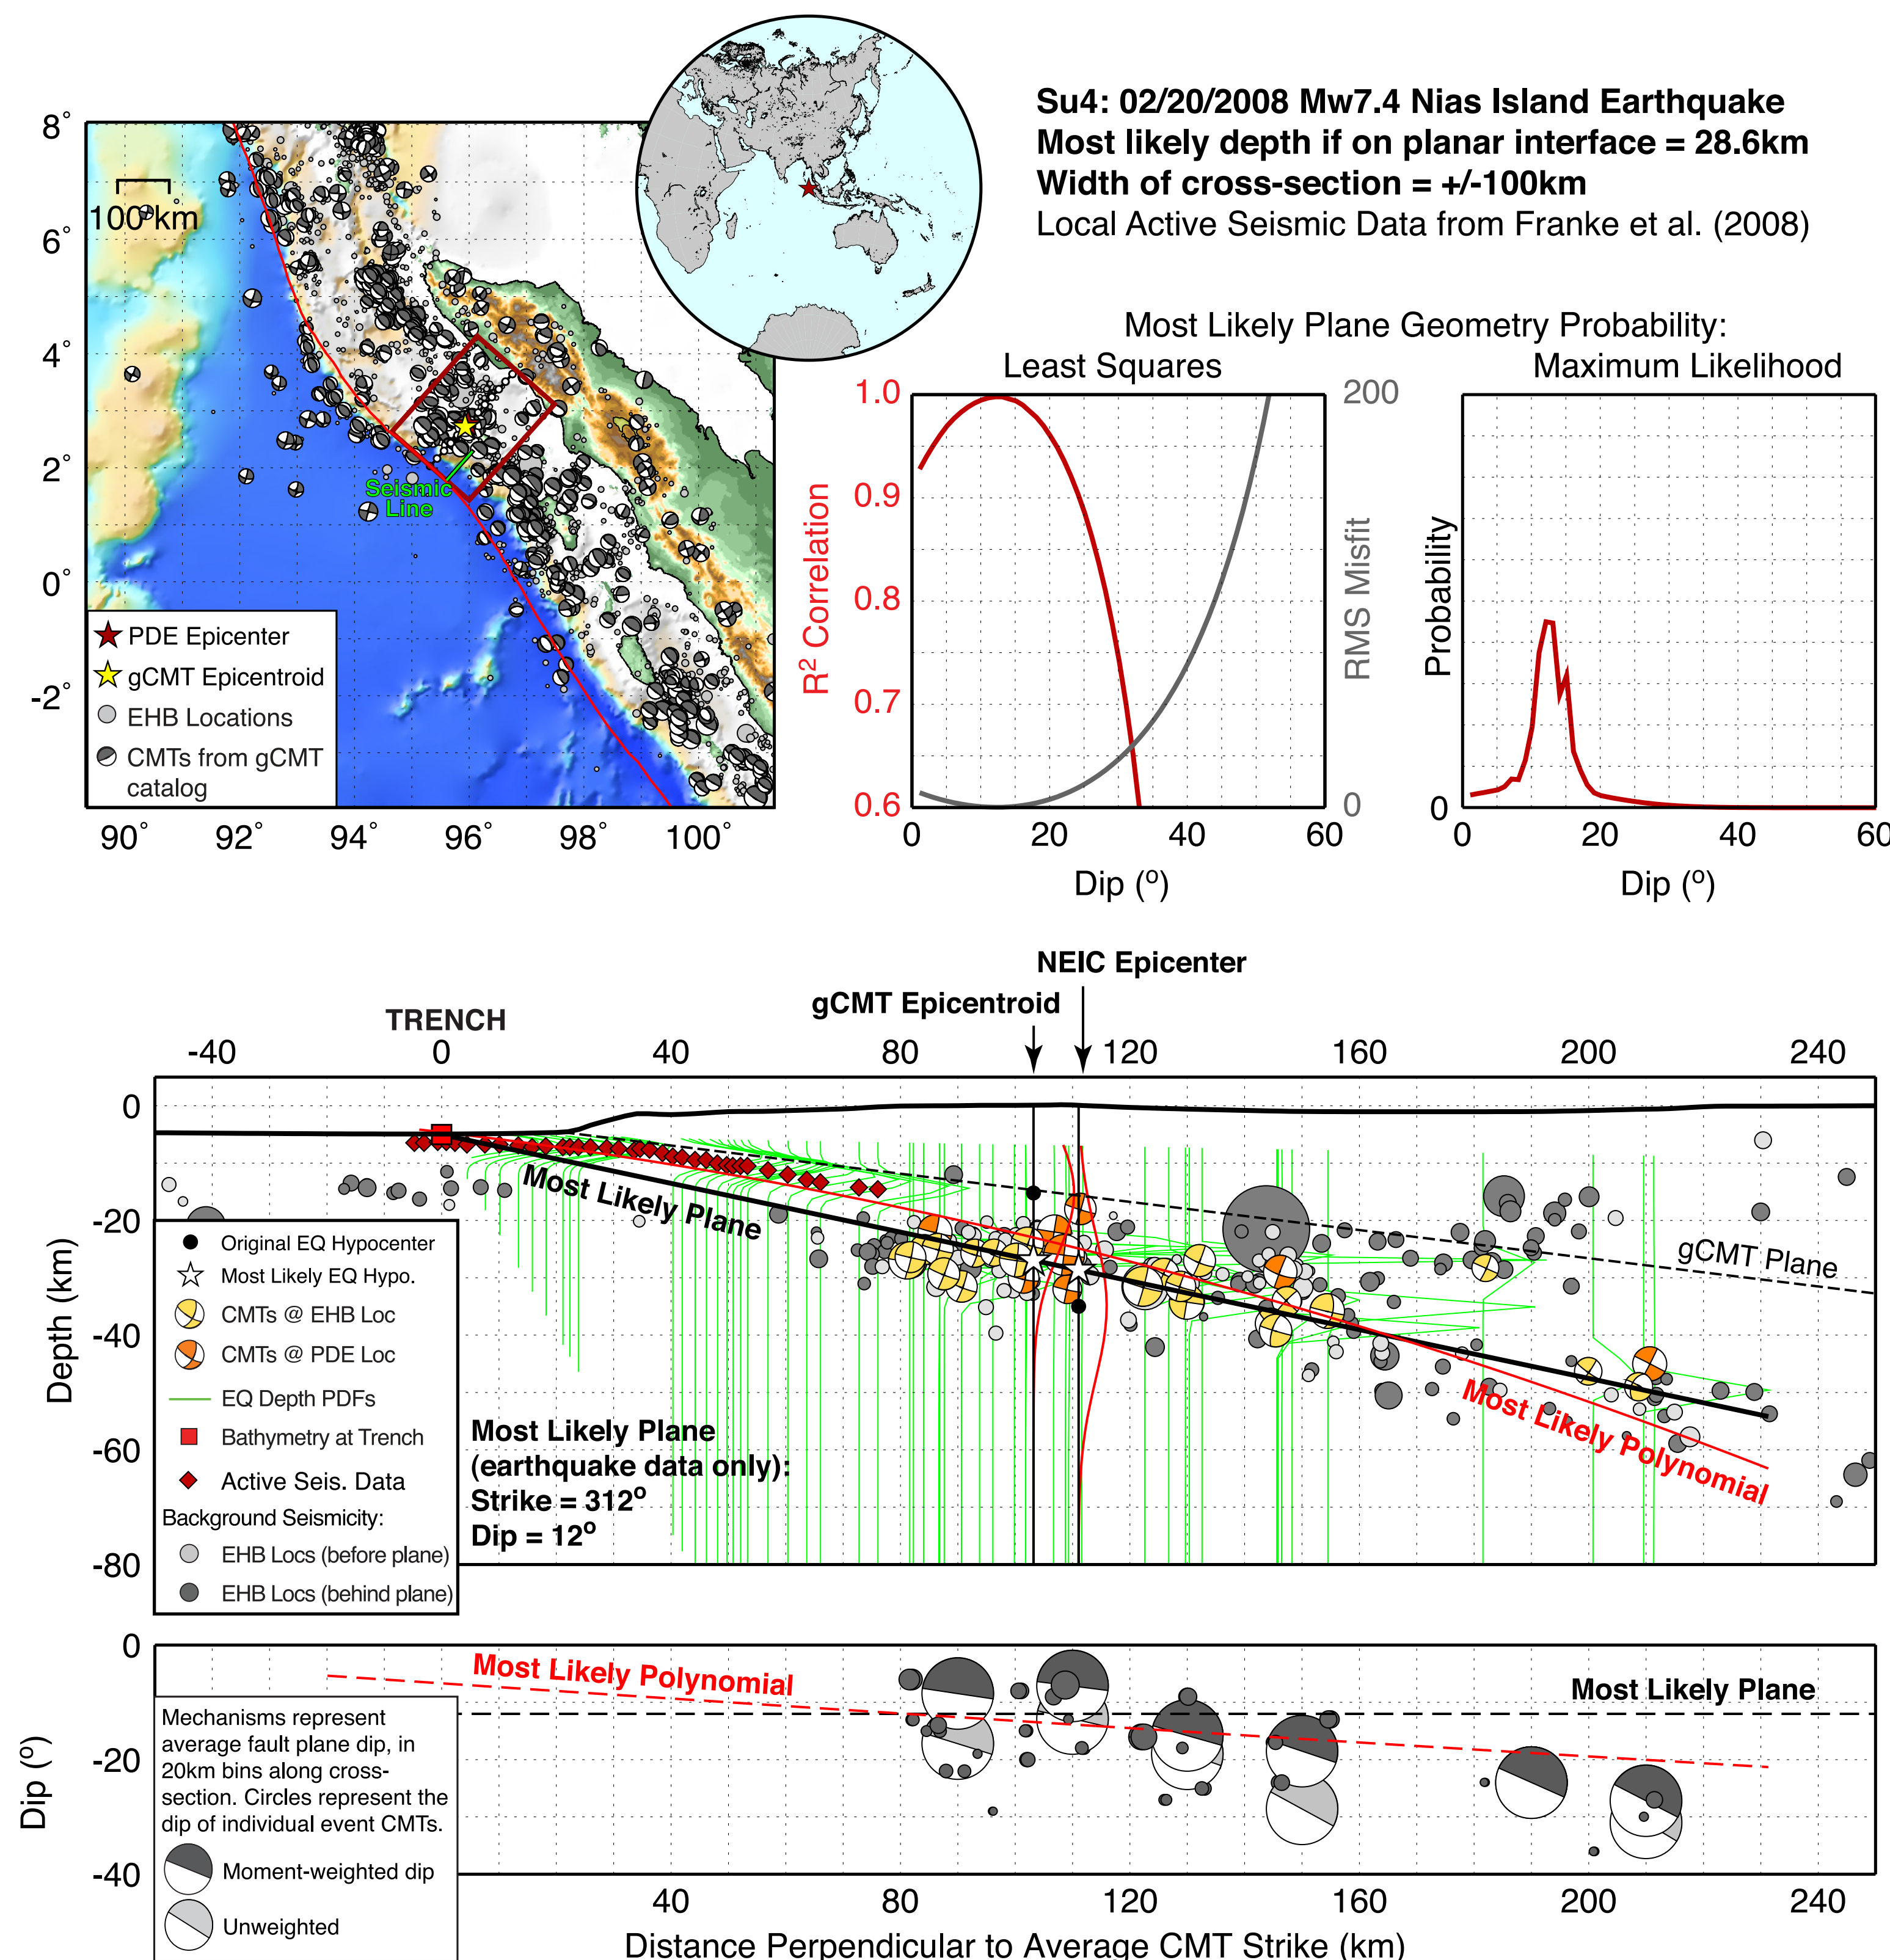 Su4: 02/20/2008 Mw7.4 Nias Island Earthquake
Most likely depth if on planar interface = 28.6km
Width of cross-section = +/-100km
Local Active Seismic Data from Franke et al. (2008)
8°
6°
4°
2°
0°
-2°
100 km
Seismic
Line
PDE Epicenter
gCMT Epicentroid
EHB Locations
CMTs from gCMT
catalog
90° 92° 94° 96° 98° 100°
Most Likely Plane Geometry Probability:
Least Squares
Maximum Likelihood
R² Correlation
1.0
0.9
0.8
0.7
0.6
200
0
RMS Misfit
0 20 40 60
Dip (º)
Probability
0
0 20 40 60
Dip (º)
NEIC Epicenter
gCMT Epicentroid
TRENCH
-40 0 40 80 120 160 200 240
Depth (km)
0
-20
-40
-60
-80
Most Likely Plane
gCMT Plane
Most Likely Polynomial
Original EQ Hypocenter
Most Likely EQ Hypo.
CMTs @ EHB Loc
CMTs @ PDE Loc
EQ Depth PDFs
Bathymetry at Trench
Active Seis. Data
Background Seismicity:
EHB Locs (before plane)
EHB Locs (behind plane)
Most Likely Plane
(earthquake data only):
Strike = 312º
Dip = 12º
Dip (º)
0
-20
-40
Most Likely Polynomial
Most Likely Plane
Mechanisms represent
average fault plane dip, in
20km bins along cross-
section. Circles represent the
dip of individual event CMTs.
Moment-weighted dip
Unweighted
40 80 120 160 200 240
Distance Perpendicular to Average CMT Strike (km)